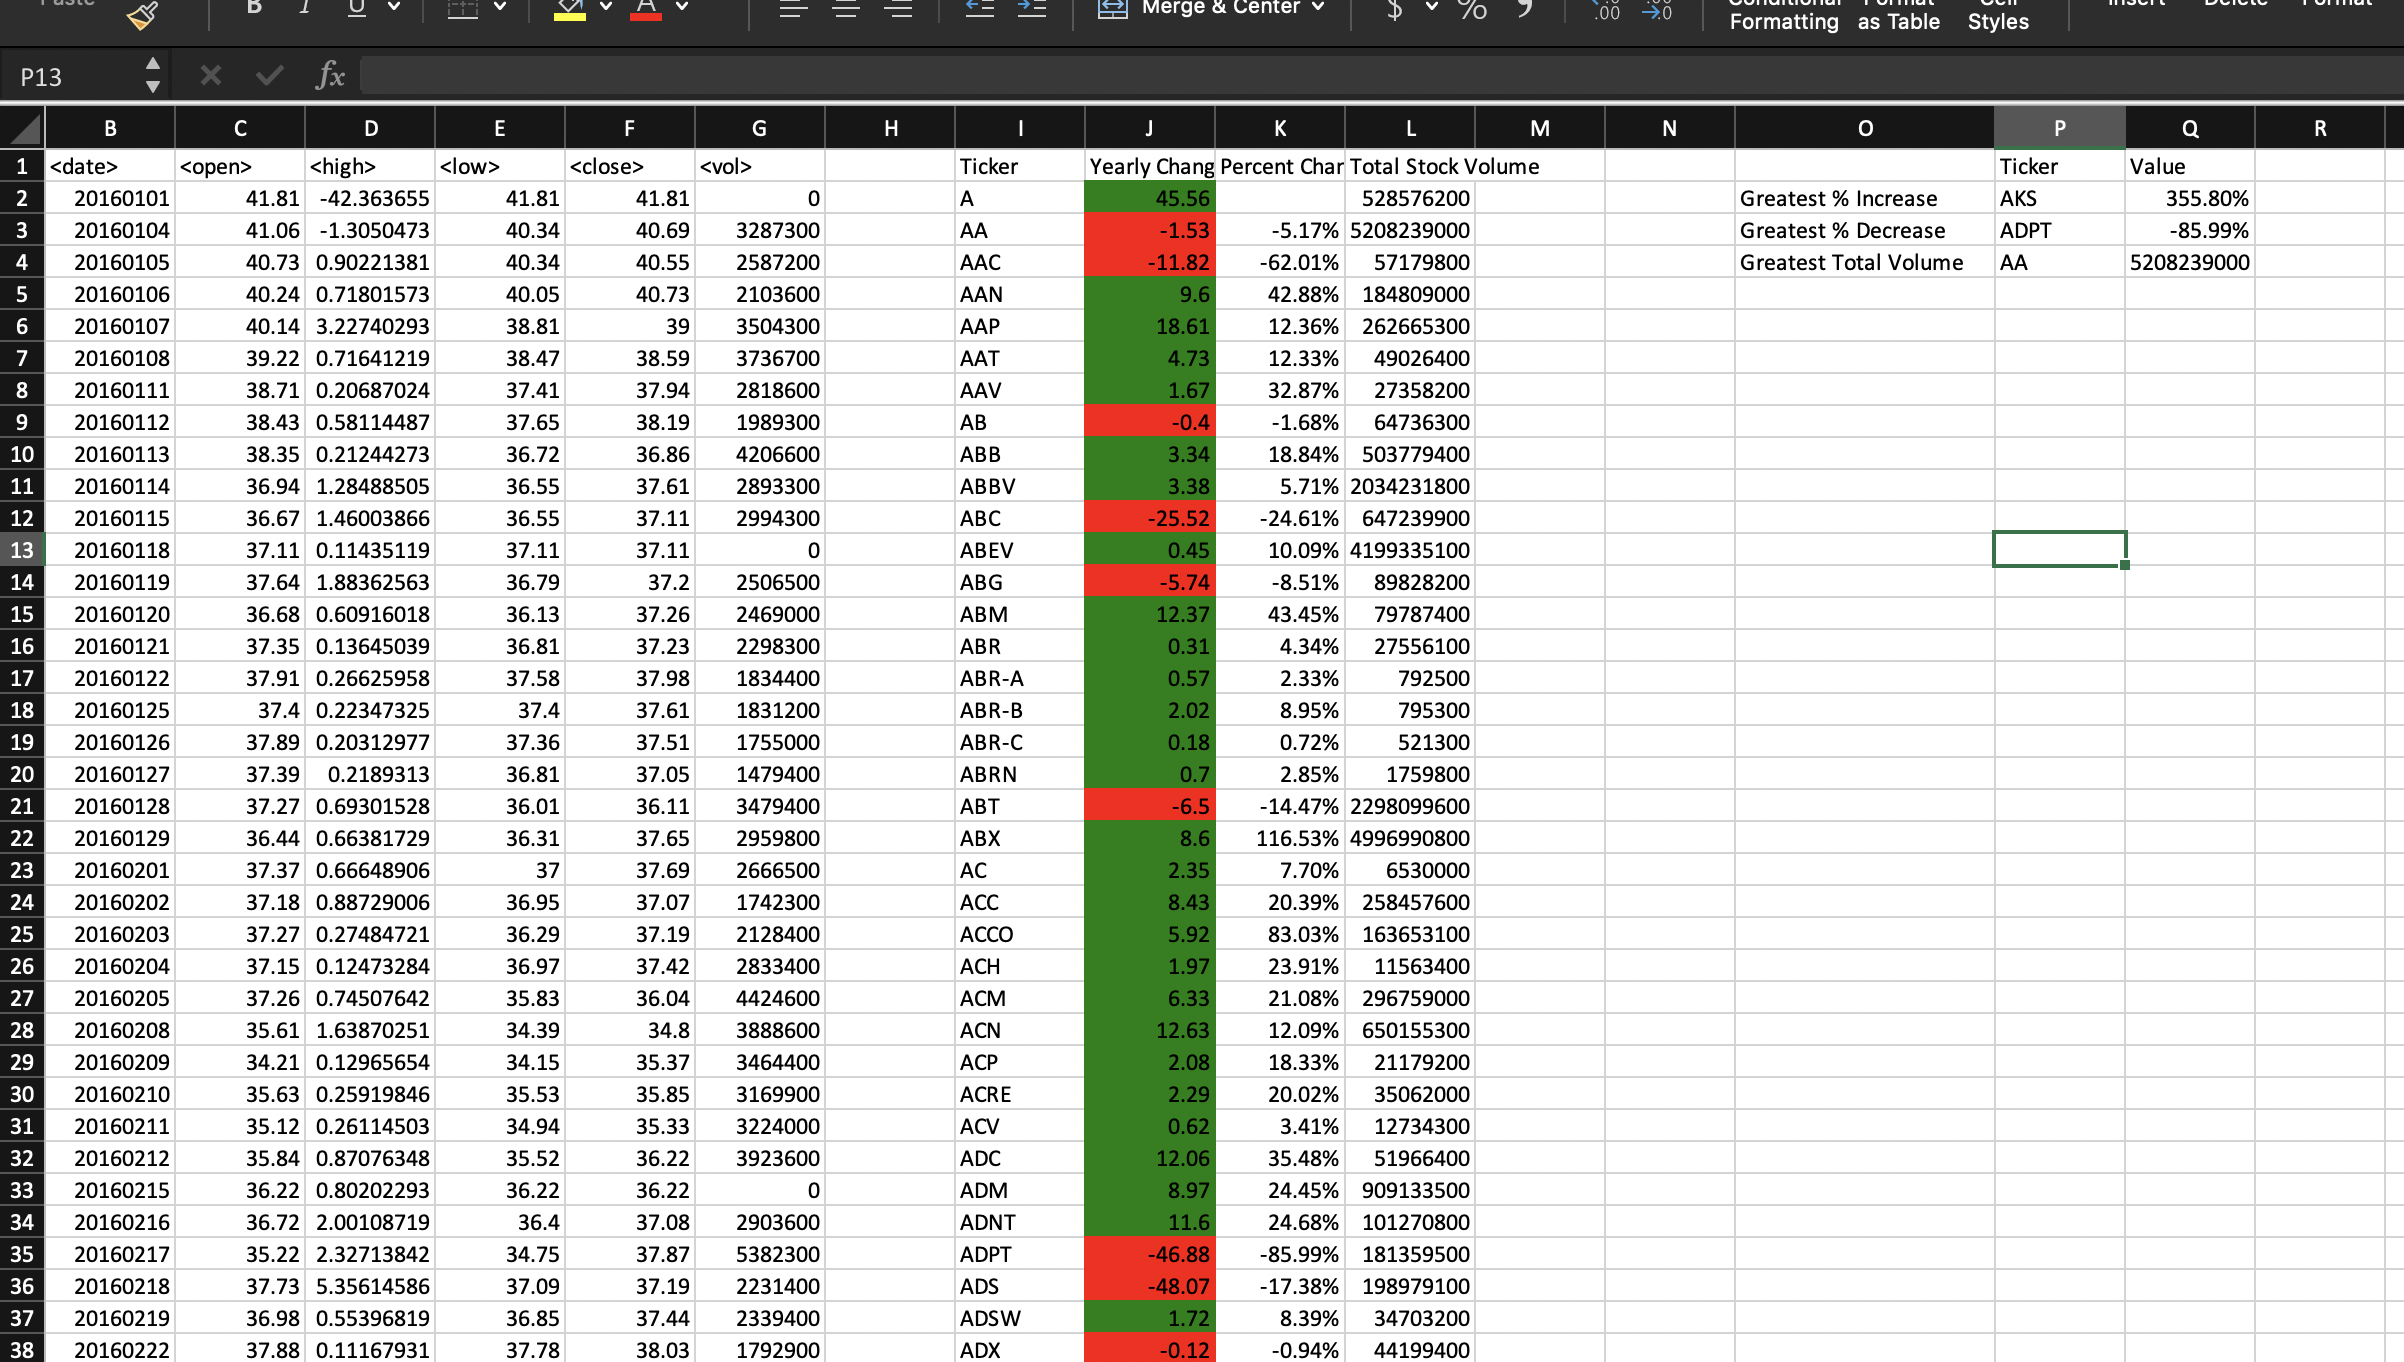 B I U A Merge & Center $ % .00
Formatting as Table Styles
P13 fx
B C D E F G H I J K L M N O P Q R
1 <date> <open> <high> <low> <close> <vol> Ticker Yearly Chang Percent Char Total Stock Volume Ticker Value
2 20160101 41.81 -42.363655 41.81 41.81 0 A 45.56 528576200 Greatest % Increase AKS 355.80%
3 20160104 41.06 -1.3050473 40.34 40.69 3287300 AA -1.53 -5.17% 5208239000 Greatest % Decrease ADPT -85.99%
4 20160105 40.73 0.90221381 40.34 40.55 2587200 AAC -11.82 -62.01% 57179800 Greatest Total Volume AA 5208239000
5 20160106 40.24 0.71801573 40.05 40.73 2103600 AAN 9.6 42.88% 184809000
6 20160107 40.14 3.22740293 38.81 39 3504300 AAP 18.61 12.36% 262665300
7 20160108 39.22 0.71641219 38.47 38.59 3736700 AAT 4.73 12.33% 49026400
8 20160111 38.71 0.20687024 37.41 37.94 2818600 AAV 1.67 32.87% 27358200
9 20160112 38.43 0.58114487 37.65 38.19 1989300 AB -0.4 -1.68% 64736300
10 20160113 38.35 0.21244273 36.72 36.86 4206600 ABB 3.34 18.84% 503779400
11 20160114 36.94 1.28488505 36.55 37.61 2893300 ABBV 3.38 5.71% 2034231800
12 20160115 36.67 1.46003866 36.55 37.11 2994300 ABC -25.52 -24.61% 647239900
13 20160118 37.11 0.11435119 37.11 37.11 0 ABEV 0.45 10.09% 4199335100
14 20160119 37.64 1.88362563 36.79 37.2 2506500 ABG -5.74 -8.51% 89828200
15 20160120 36.68 0.60916018 36.13 37.26 2469000 ABM 12.37 43.45% 79787400
16 20160121 37.35 0.13645039 36.81 37.23 2298300 ABR 0.31 4.34% 27556100
17 20160122 37.91 0.26625958 37.58 37.98 1834400 ABR-A 0.57 2.33% 792500
18 20160125 37.4 0.22347325 37.4 37.61 1831200 ABR-B 2.02 8.95% 795300
19 20160126 37.89 0.20312977 37.36 37.51 1755000 ABR-C 0.18 0.72% 521300
20 20160127 37.39 0.2189313 36.81 37.05 1479400 ABRN 0.7 2.85% 1759800
21 20160128 37.27 0.69301528 36.01 36.11 3479400 ABT -6.5 -14.47% 2298099600
22 20160129 36.44 0.66381729 36.31 37.65 2959800 ABX 8.6 116.53% 4996990800
23 20160201 37.37 0.66648906 37 37.69 2666500 AC 2.35 7.70% 6530000
24 20160202 37.18 0.88729006 36.95 37.07 1742300 ACC 8.43 20.39% 258457600
25 20160203 37.27 0.27484721 36.29 37.19 2128400 ACCO 5.92 83.03% 163653100
26 20160204 37.15 0.12473284 36.97 37.42 2833400 ACH 1.97 23.91% 11563400
27 20160205 37.26 0.74507642 35.83 36.04 4424600 ACM 6.33 21.08% 296759000
28 20160208 35.61 1.63870251 34.39 34.8 3888600 ACN 12.63 12.09% 650155300
29 20160209 34.21 0.12965654 34.15 35.37 3464400 ACP 2.08 18.33% 21179200
30 20160210 35.63 0.25919846 35.53 35.85 3169900 ACRE 2.29 20.02% 35062000
31 20160211 35.12 0.26114503 34.94 35.33 3224000 ACV 0.62 3.41% 12734300
32 20160212 35.84 0.87076348 35.52 36.22 3923600 ADC 12.06 35.48% 51966400
33 20160215 36.22 0.80202293 36.22 36.22 0 ADM 8.97 24.45% 909133500
34 20160216 36.72 2.00108719 36.4 37.08 2903600 ADNT 11.6 24.68% 101270800
35 20160217 35.22 2.32713842 34.75 37.87 5382300 ADPT -46.88 -85.99% 181359500
36 20160218 37.73 5.35614586 37.09 37.19 2231400 ADS -48.07 -17.38% 198979100
37 20160219 36.98 0.55396819 36.85 37.44 2339400 ADSW 1.72 8.39% 34703200
38 20160222 37.88 0.11167931 37.78 38.03 1792900 ADX -0.12 -0.94% 44199400